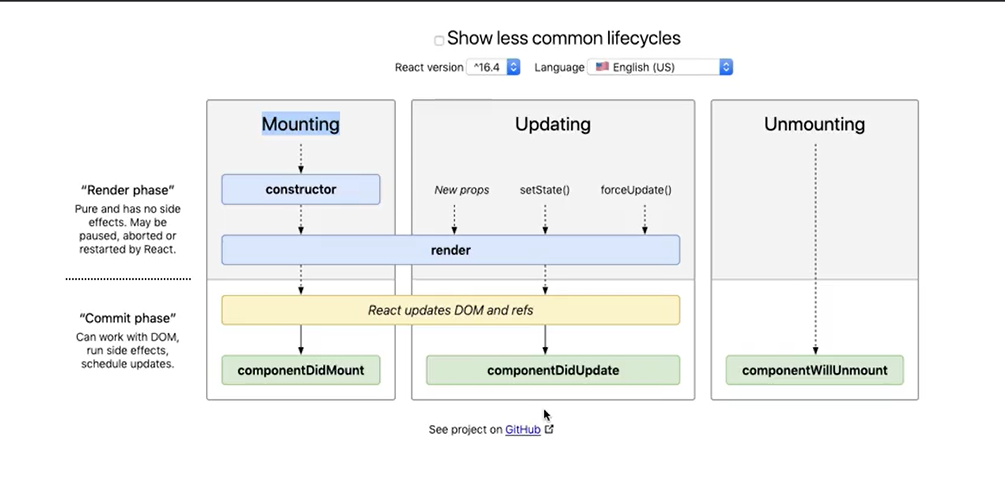 Show less common lifecycles
React version ^16.4 Language English (US)
Mounting
Updating
Unmounting
“Render phase”
Pure and has no side
effects. May be
paused, aborted or
restarted by React.
constructor
New props
setState()
forceUpdate()
render
“Commit phase”
Can work with DOM,
run side effects,
schedule updates.
React updates DOM and refs
componentDidMount
componentDidUpdate
componentWillUnmount
See project on GitHub